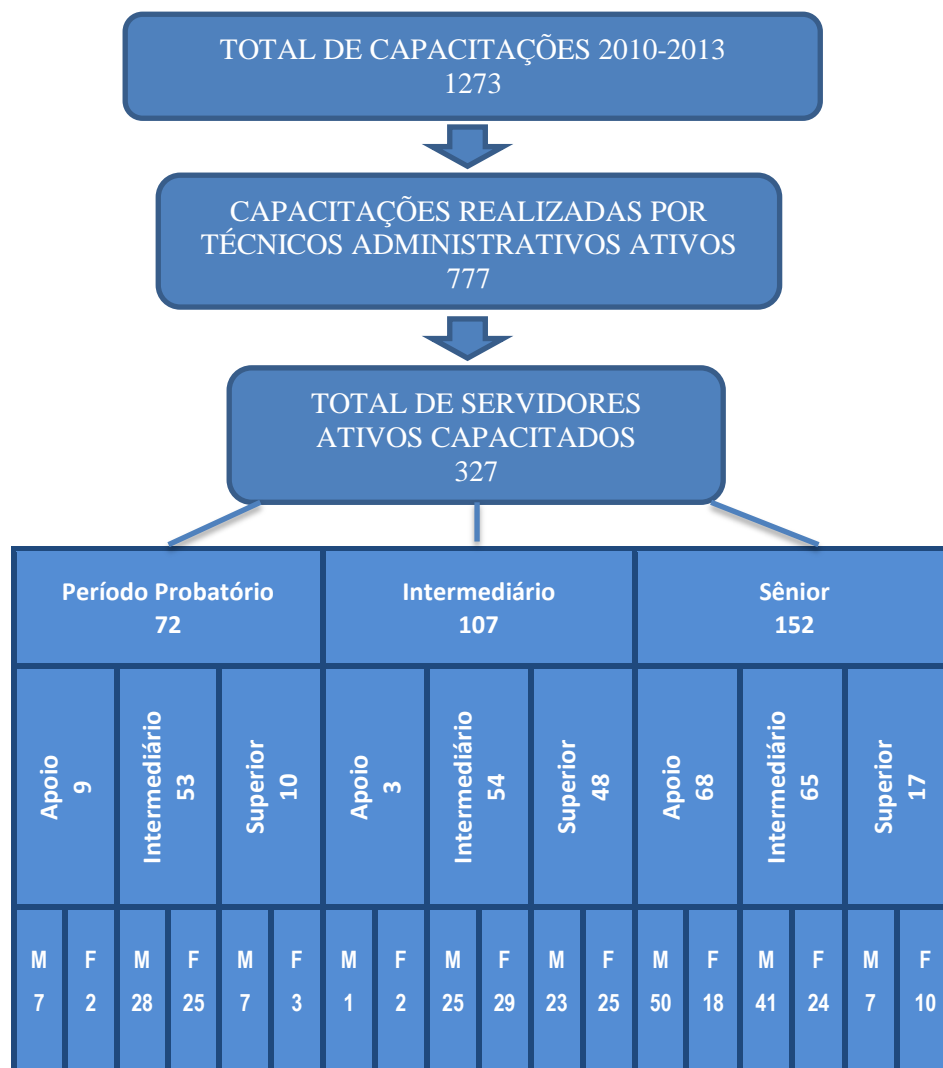 TOTAL DE CAPACITAÇÕES 2010-2013
1273
CAPACITAÇÕES REALIZADAS POR
TÉCNICOS ADMINISTRATIVOS ATIVOS
777
TOTAL DE SERVIDORES
ATIVOS CAPACITADOS
327
Período Probatório
72
Intermediário
107
Sênior
152
Apoio
9
Intermediário
53
Superior
10
Apoio
3
Intermediário
54
Superior
48
Apoio
68
Intermediário
65
Superior
17
M F M F M F M F M F M F M F M F M F
7 2 28 25 7 3 1 2 25 29 23 25 50 18 41 24 7 10